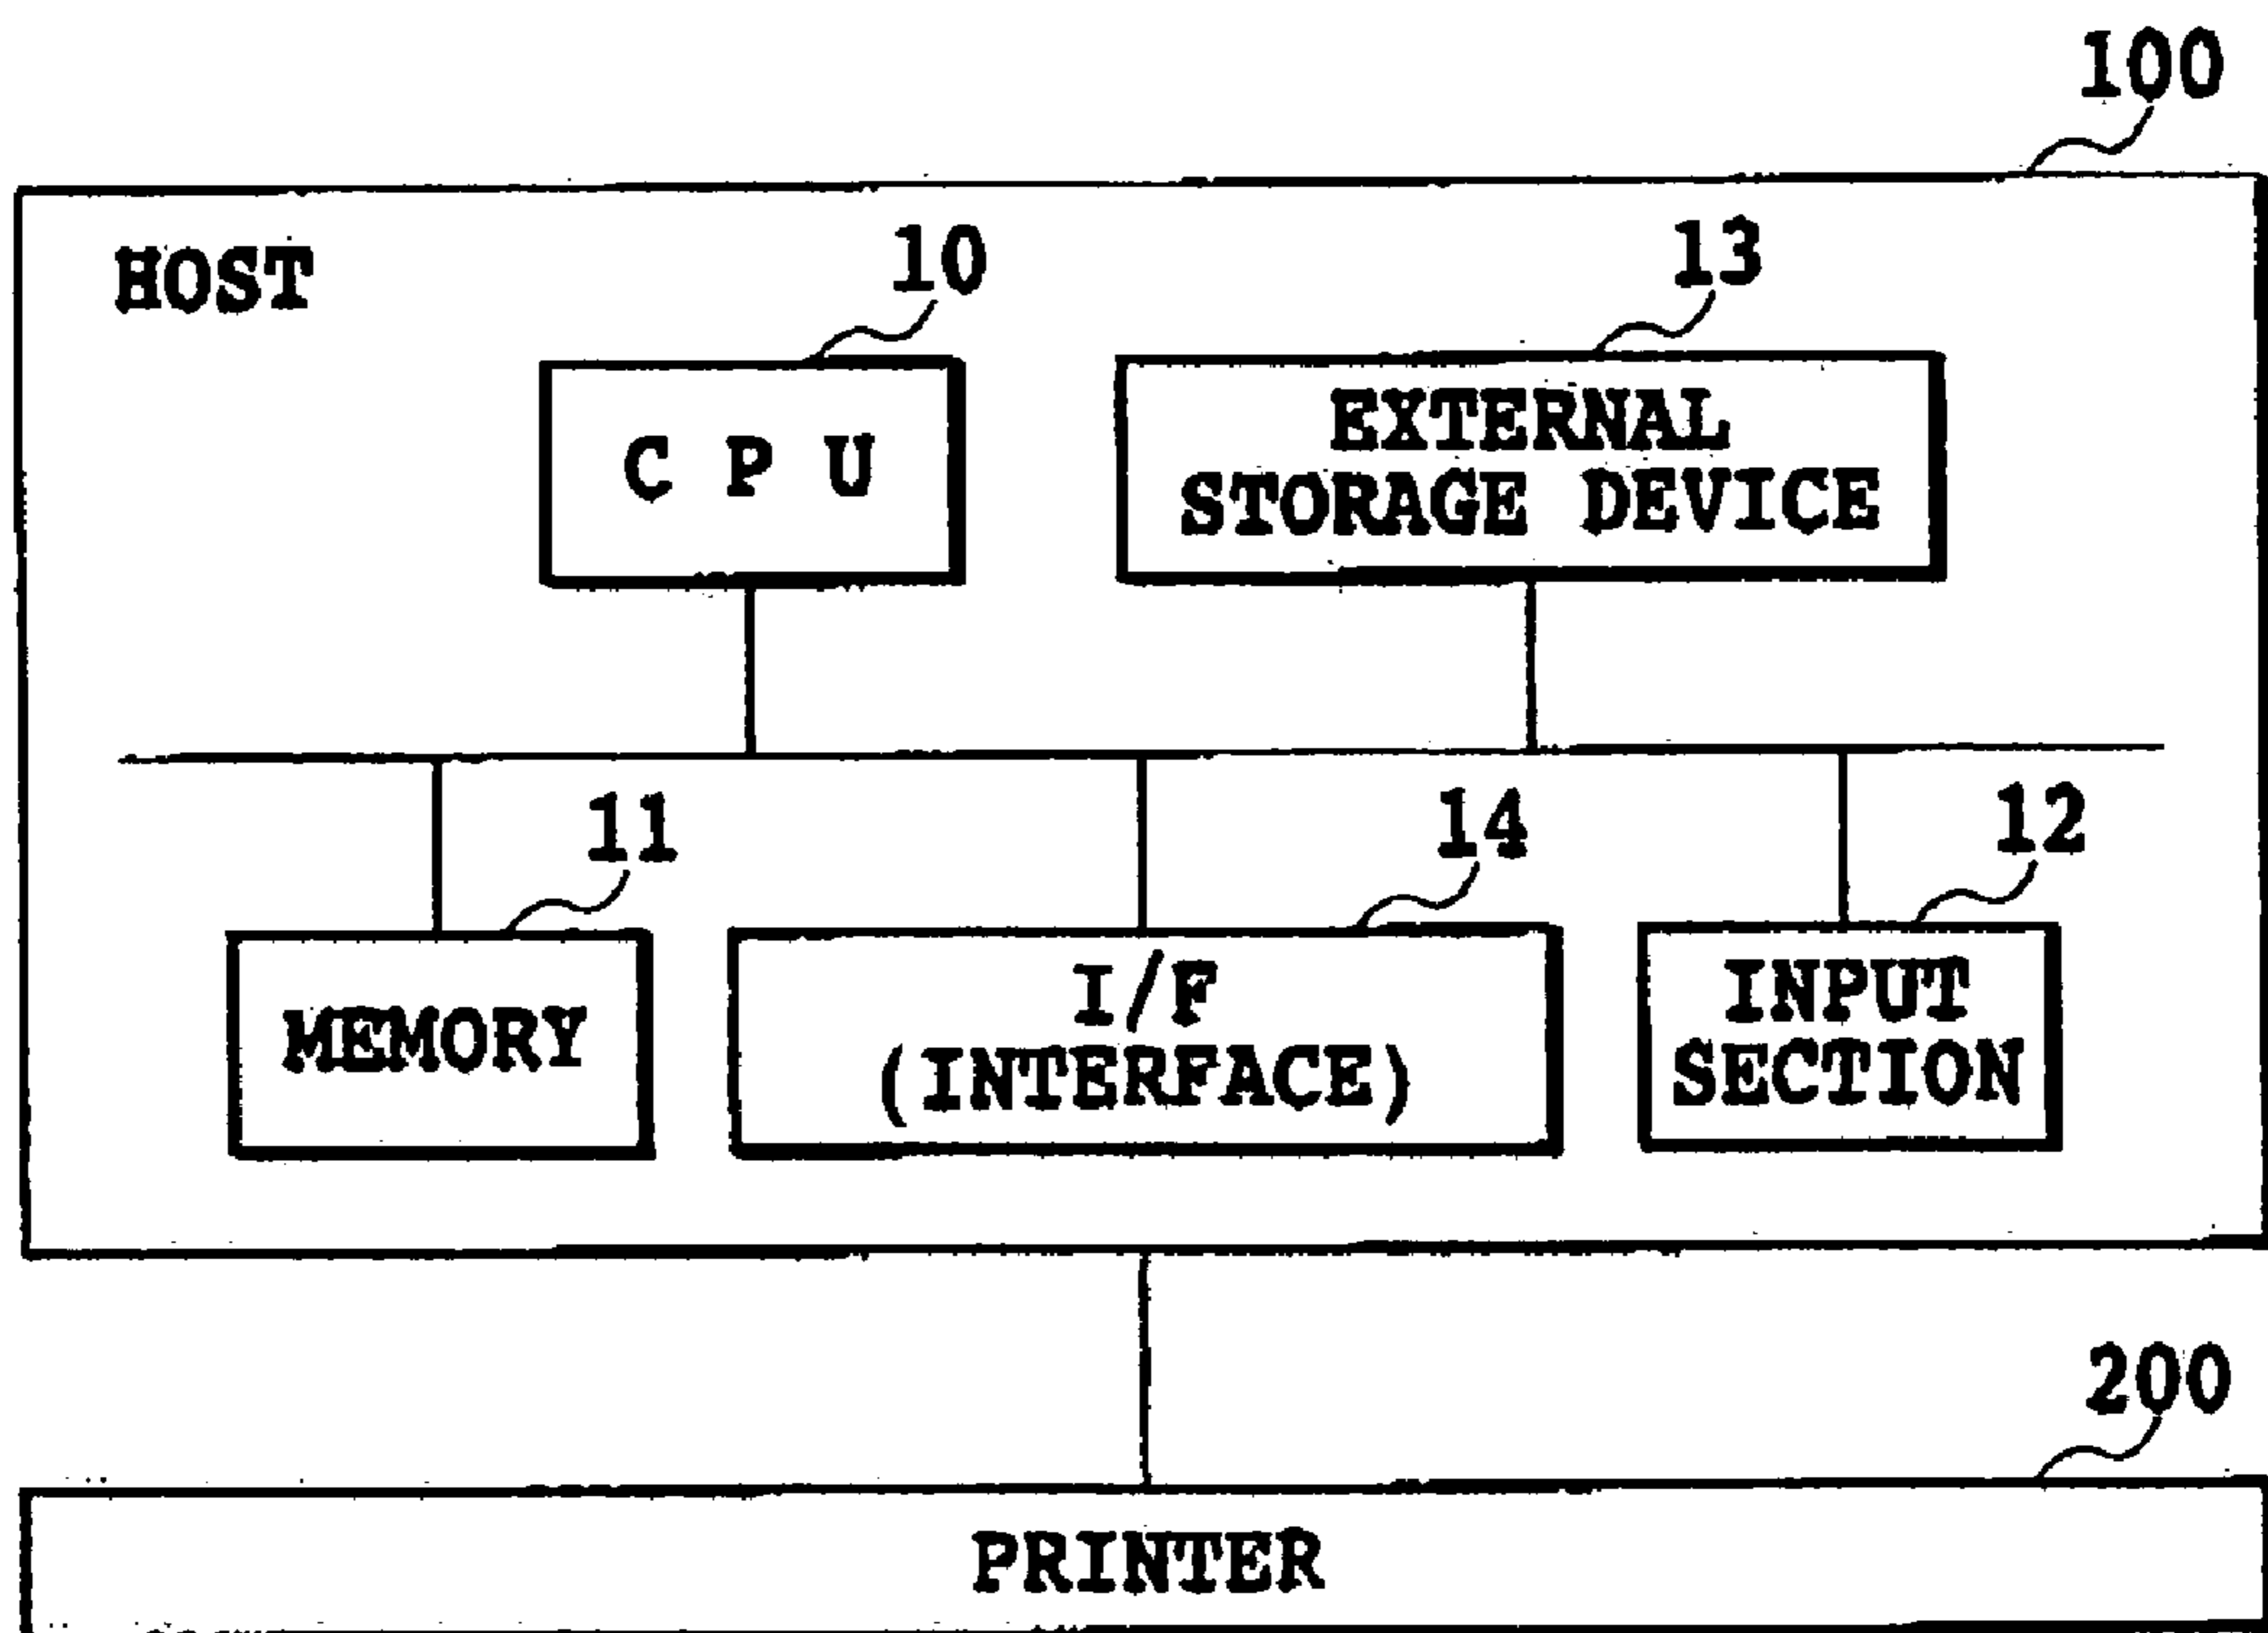 100
HOST
10
13
C P U
EXTERNAL
STORAGE DEVICE
11
14
12
MEMORY
I/F
(INTERFACE)
INPUT
SECTION
200
PRINTER